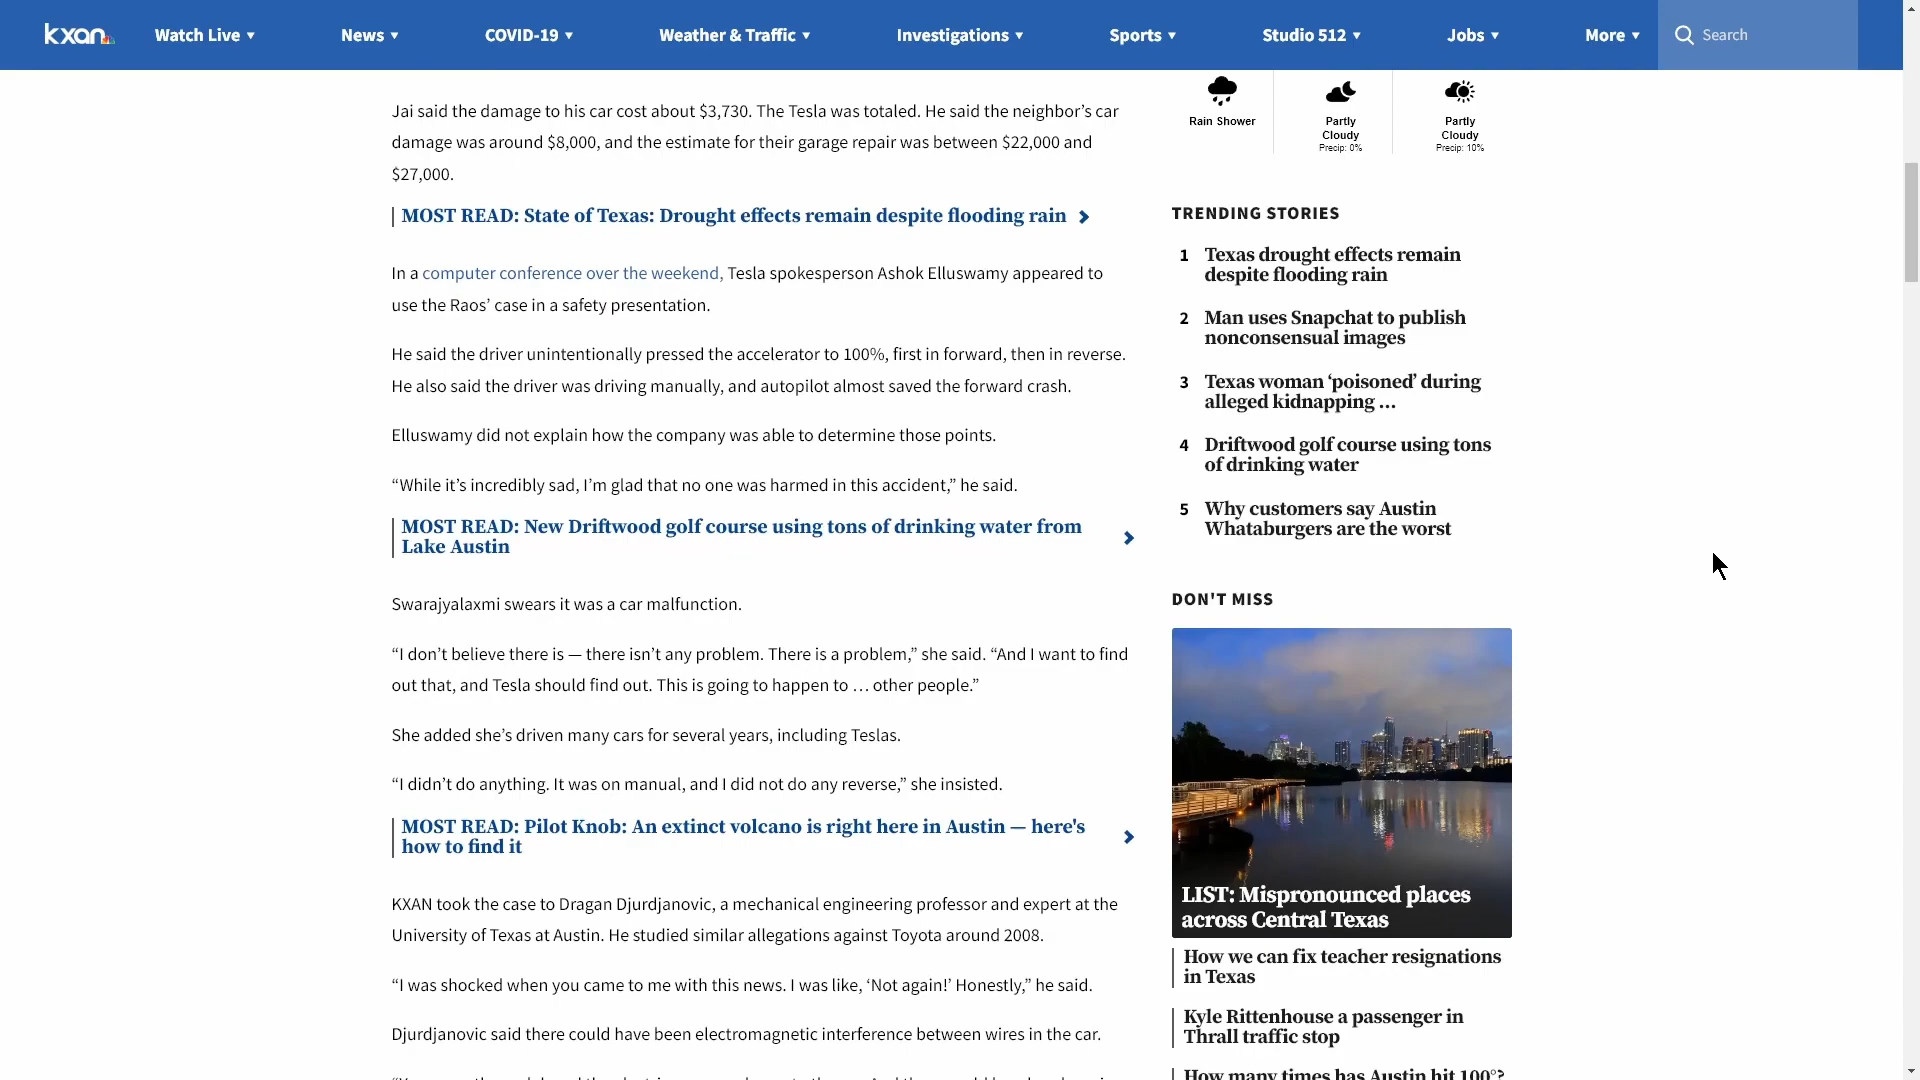 kxan
Watch Live ▾
News ▾
COVID-19 ▾
Weather & Traffic ▾
Investigations ▾
Sports ▾
Studio 512 ▾
Jobs ▾
More ▾
Search
Jai said the damage to his car cost about $3,730. The Tesla was totaled. He said the neighbor’s car
damage was around $8,000, and the estimate for their garage repair was between $22,000 and
$27,000.
MOST READ: State of Texas: Drought effects remain despite flooding rain
In a computer conference over the weekend, Tesla spokesperson Ashok Elluswamy appeared to
use the Raos’ case in a safety presentation.
He said the driver unintentionally pressed the accelerator to 100%, first in forward, then in reverse.
He also said the driver was driving manually, and autopilot almost saved the forward crash.
Elluswamy did not explain how the company was able to determine those points.
“While it’s incredibly sad, I’m glad that no one was harmed in this accident,” he said.
MOST READ: New Driftwood golf course using tons of drinking water from
Lake Austin
Swarajyalaxmi swears it was a car malfunction.
“I don’t believe there is — there isn’t any problem. There is a problem,” she said. “And I want to find
out that, and Tesla should find out. This is going to happen to … other people.”
She added she’s driven many cars for several years, including Teslas.
“I didn’t do anything. It was on manual, and I did not do any reverse,” she insisted.
MOST READ: Pilot Knob: An extinct volcano is right here in Austin — here's
how to find it
KXAN took the case to Dragan Djurdjanovic, a mechanical engineering professor and expert at the
University of Texas at Austin. He studied similar allegations against Toyota around 2008.
“I was shocked when you came to me with this news. I was like, ‘Not again!’ Honestly,” he said.
Djurdjanovic said there could have been electromagnetic interference between wires in the car.
Rain Shower
Partly
Cloudy
Precip: 0%
Partly
Cloudy
Precip: 10%
TRENDING STORIES
1 Texas drought effects remain
despite flooding rain
2 Man uses Snapchat to publish
nonconsensual images
3 Texas woman ‘poisoned’ during
alleged kidnapping …
4 Driftwood golf course using tons
of drinking water
5 Why customers say Austin
Whataburgers are the worst
DON'T MISS
LIST: Mispronounced places
across Central Texas
How we can fix teacher resignations
in Texas
Kyle Rittenhouse a passenger in
Thrall traffic stop
How many times has Austin hit 100°?